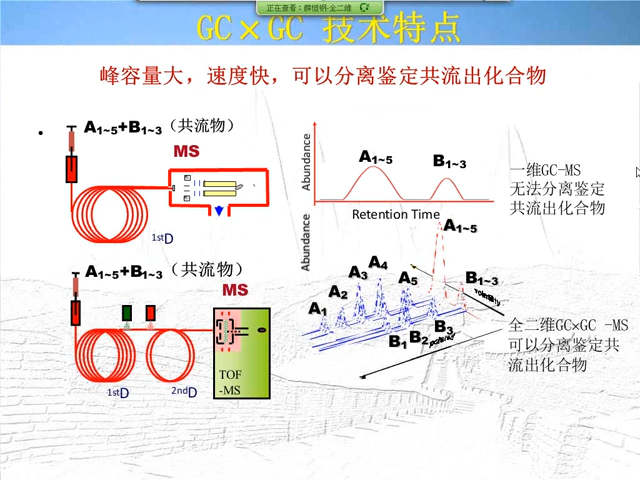 正在查看：薛恒钢-全二维
GC×GC 技术特点
峰容量大，速度快，可以分离鉴定共流出化合物
A1~5+B1~3（共流物）
MS
1stD
Abundance
A1~5
B1~3
Retention Time
一维GC-MS
无法分离鉴定
共流出化合物
A1~5+B1~3（共流物）
MS
TOF
-MS
1stD
2ndD
Abundance
A1~5
A1
A2
A3
A4
A5
B1~3
B1
B2
B3
全二维GC×GC -MS
可以分离鉴定共
流出化合物